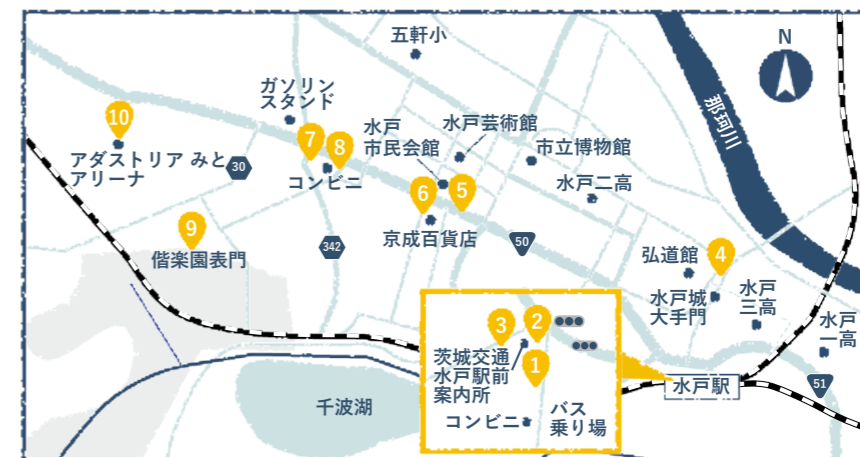 五軒小
N
ガソリン
スタンド
那珂川
10
7
8
水戸
市民会館
水戸芸術館
市立博物館
アダストリア みと
アリーナ
30
コンビニ
水戸二高
6
5
9
京成百貨店
342
50
4
弘道館
偕楽園表門
水戸城
大手門
水戸
三高
水戸
一高
3
2
茨城交通
水戸駅前
案内所
1
コンビニ
バス
乗り場
水戸駅
51
千波湖